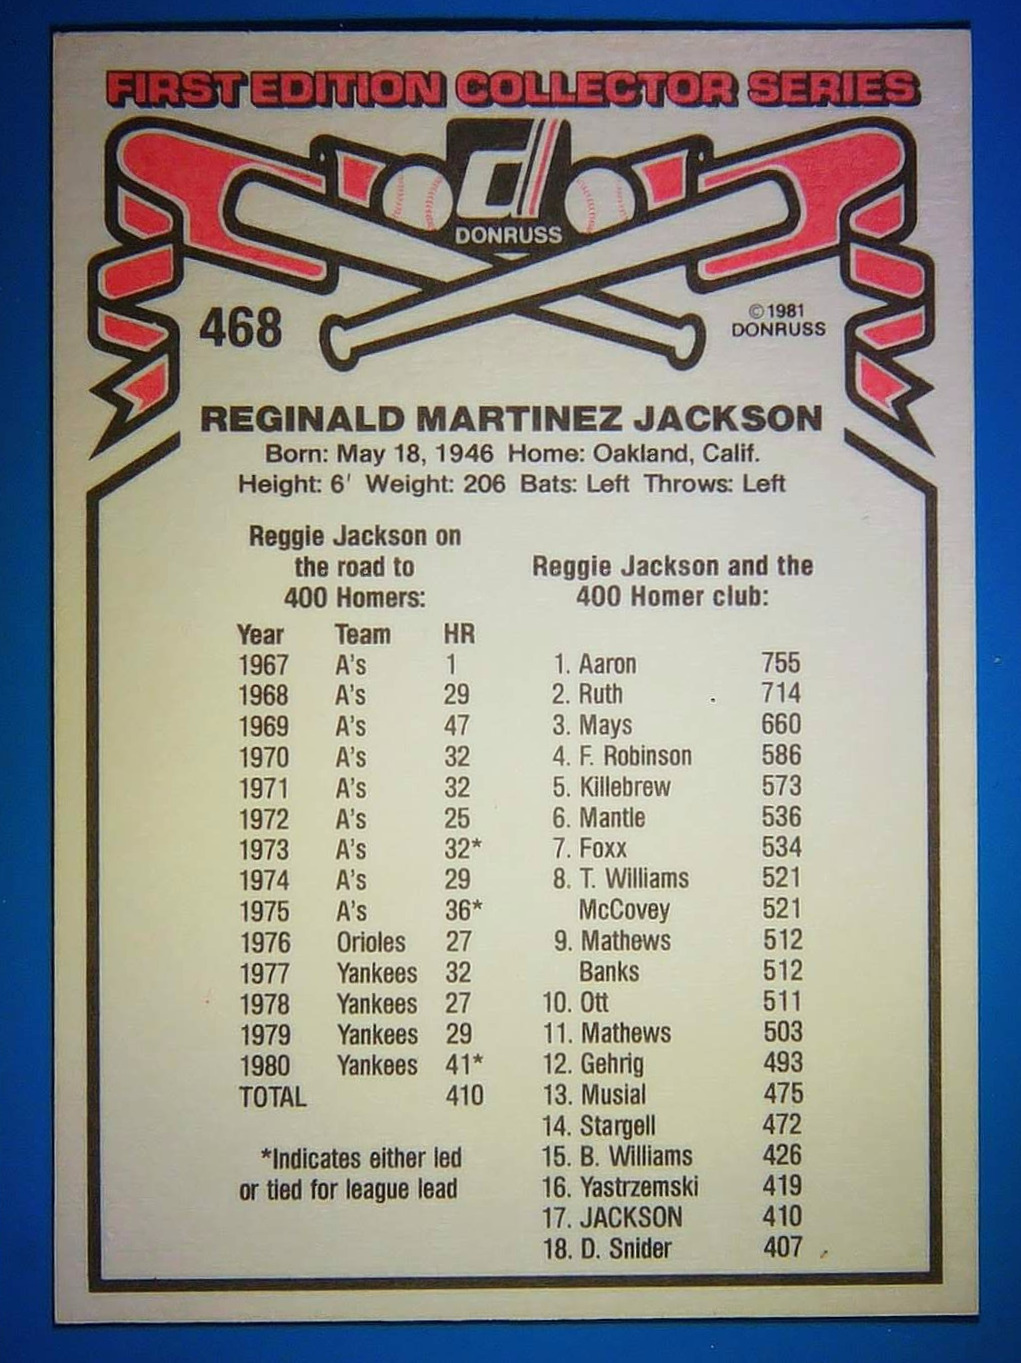 FIRST EDITION COLLECTOR SERIES
d
DONRUSS
468
©1981
DONRUSS
REGINALD MARTINEZ JACKSON
Born: May 18, 1946 Home: Oakland, Calif.
Height: 6' Weight: 206 Bats: Left Throws: Left
Reggie Jackson on
the road to
400 Homers:
Year Team HR
1967 A's 1
1968 A's 29
1969 A's 47
1970 A's 32
1971 A's 32
1972 A's 25
1973 A's 32*
1974 A's 29
1975 A's 36*
1976 Orioles 27
1977 Yankees 32
1978 Yankees 27
1979 Yankees 29
1980 Yankees 41*
TOTAL 410
*Indicates either led
or tied for league lead
Reggie Jackson and the
400 Homer club:
1. Aaron 755
2. Ruth 714
3. Mays 660
4. F. Robinson 586
5. Killebrew 573
6. Mantle 536
7. Foxx 534
8. T. Williams 521
McCovey 521
9. Mathews 512
Banks 512
10. Ott 511
11. Mathews 503
12. Gehrig 493
13. Musial 475
14. Stargell 472
15. B. Williams 426
16. Yastrzemski 419
17. JACKSON 410
18. D. Snider 407